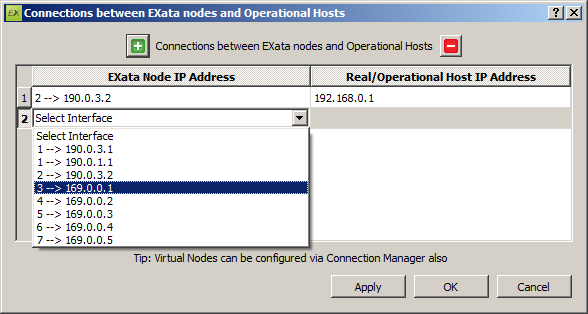 EX Connections between EXata nodes and Operational Hosts
Connections between EXata nodes and Operational Hosts
EXata Node IP Address Real/Operational Host IP Address
1 2 --> 190.0.3.2 192.168.0.1
2 Select Interface
Select Interface
1 --> 190.0.3.1
1 --> 190.0.1.1
2 --> 190.0.3.2
3 --> 169.0.0.1
4 --> 169.0.0.2
5 --> 169.0.0.3
6 --> 169.0.0.4
7 --> 169.0.0.5
Tip: Virtual Nodes can be configured via Connection Manager also
Apply OK Cancel